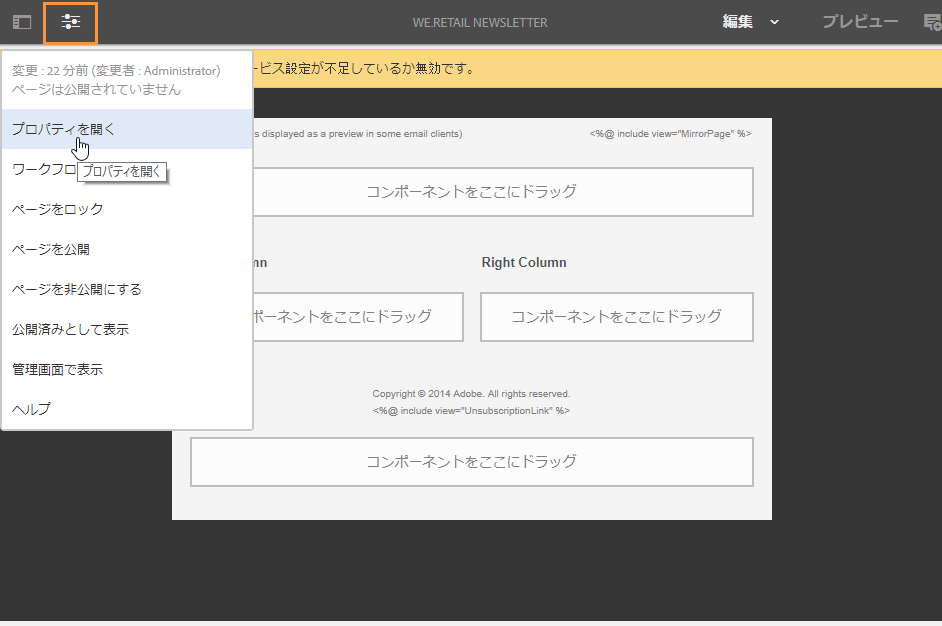 WE.RETAIL NEWSLETTER
編集
プレビュー
ービス設定が不足しているか無効です。
変更 : 22 分前 (変更者 : Administrator)
ページは公開されていません
プロパティを開く
ワークフロ
プロパティを開く
ページをロック
ページを公開
ページを非公開にする
公開済みとして表示
管理画面で表示
ヘルプ
s displayed as a preview in some email clients)
<%@ include view="MirrorPage" %>
コンポーネントをここにドラッグ
Right Column
ポーネントをここにドラッグ
コンポーネントをここにドラッグ
Copyright © 2014 Adobe. All rights reserved.
<%@ include view="UnsubscriptionLink" %>
コンポーネントをここにドラッグ